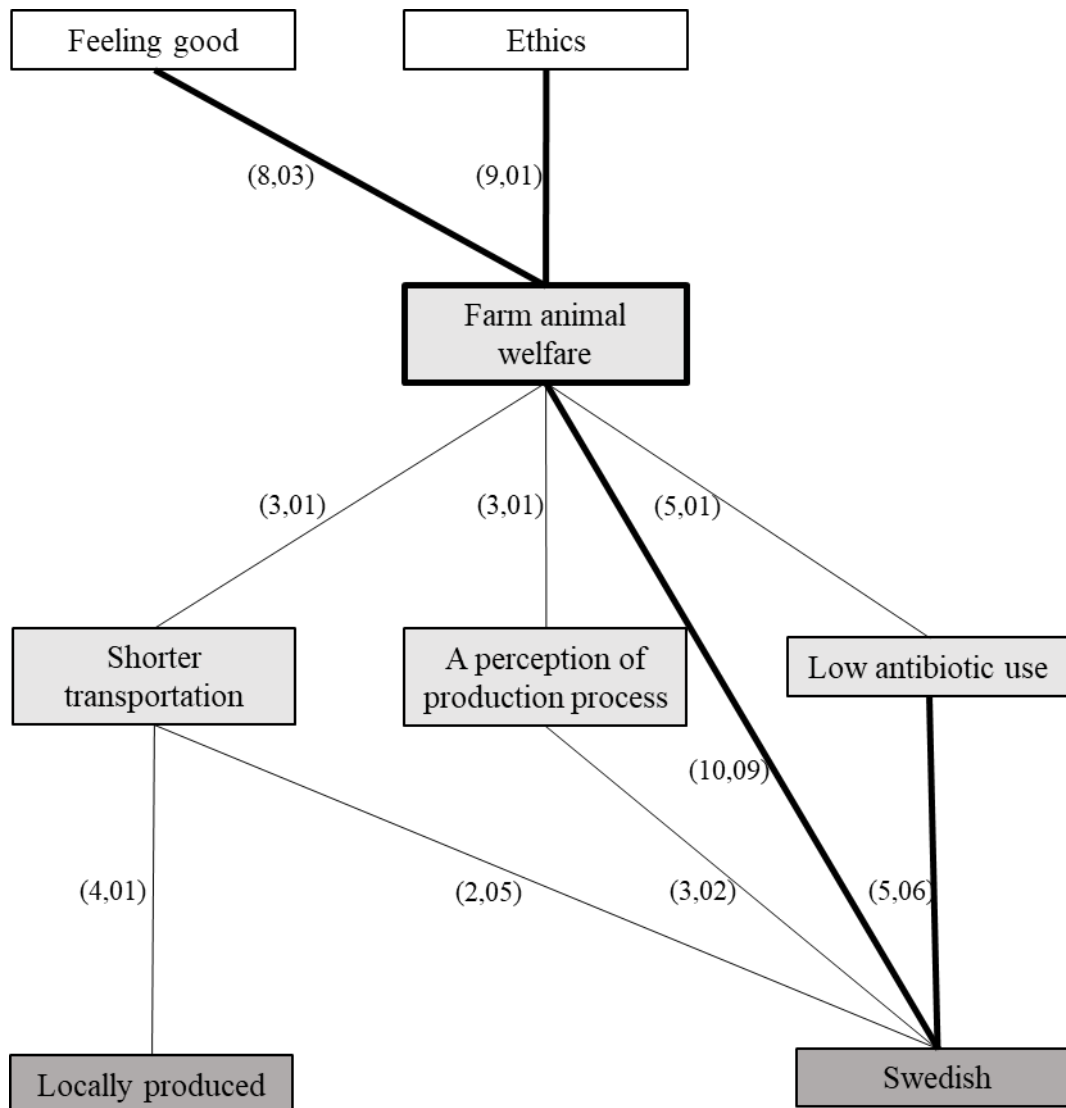 Feeling good
Ethics
(8,03)
(9,01)
Farm animal
welfare
(3,01)
(3,01)
(5,01)
Shorter
transportation
A perception of
production process
Low antibiotic use
(10,09)
(4,01)
(2,05)
(3,02)
(5,06)
Locally produced
Swedish